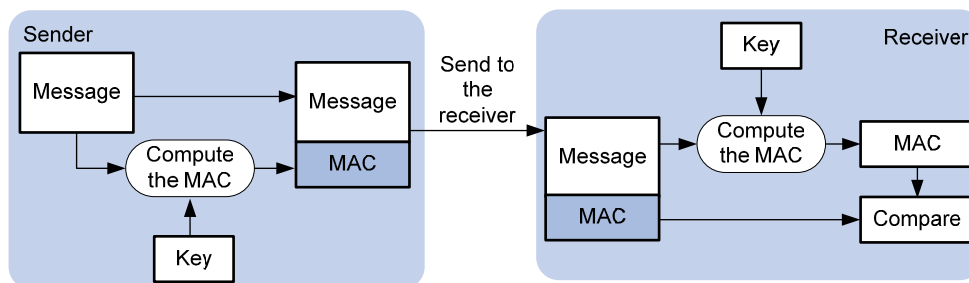 Sender
Message
Message
MAC
Compute
the MAC
Key
Send to
the
receiver
Receiver
Key
Message
MAC
Compute
the MAC
MAC
Compare